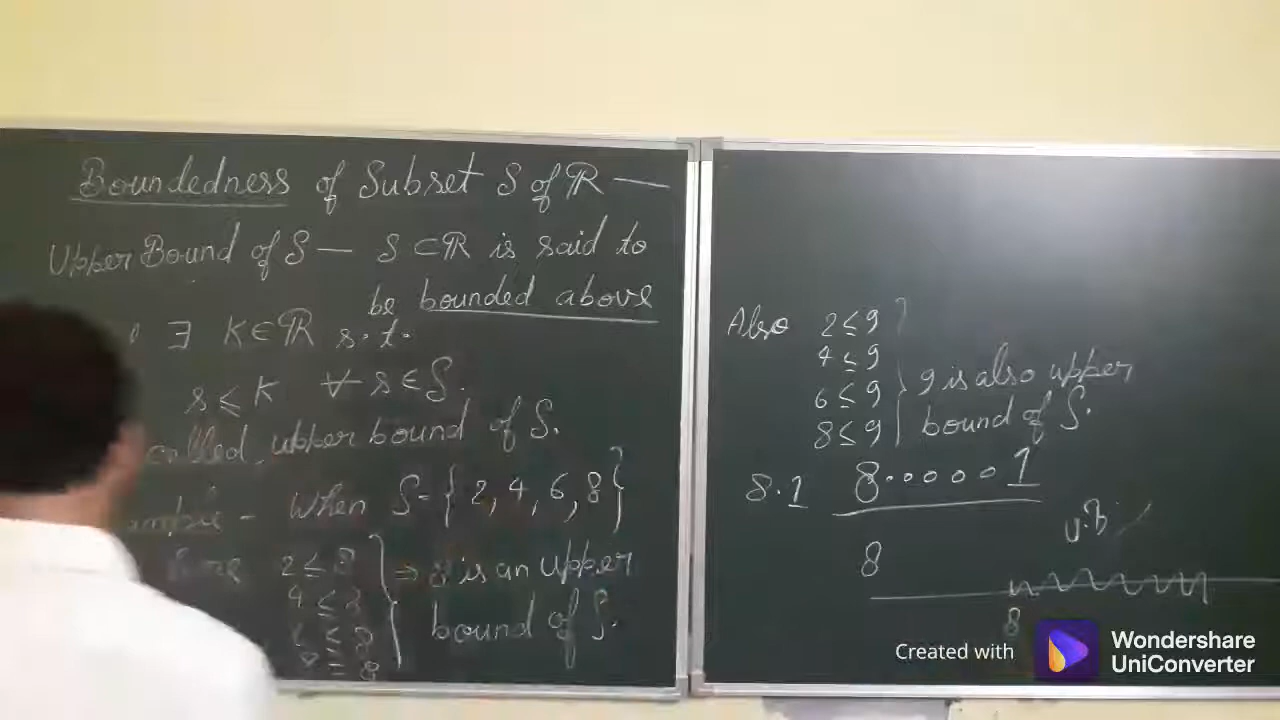 Boundedness of Subset S of ℝ —
Upper Bound of S — S ⊂ ℝ is said to
be bounded above
∃ K ∈ ℝ s.t.
s ≤ K ∀ s ∈ S.
called upper bound of S.
When S = {2, 4, 6, 8}
2 ≤ 8
4 ≤ 8
6 ≤ 8
8 = 8
⇒ 8 is an upper
bound of S.
Also 2 ≤ 9
4 ≤ 9
6 ≤ 9
8 ≤ 9
9 is also upper
bound of S.
8.1 8.00001
U.B
8
8
Created with
Wondershare
UniConverter